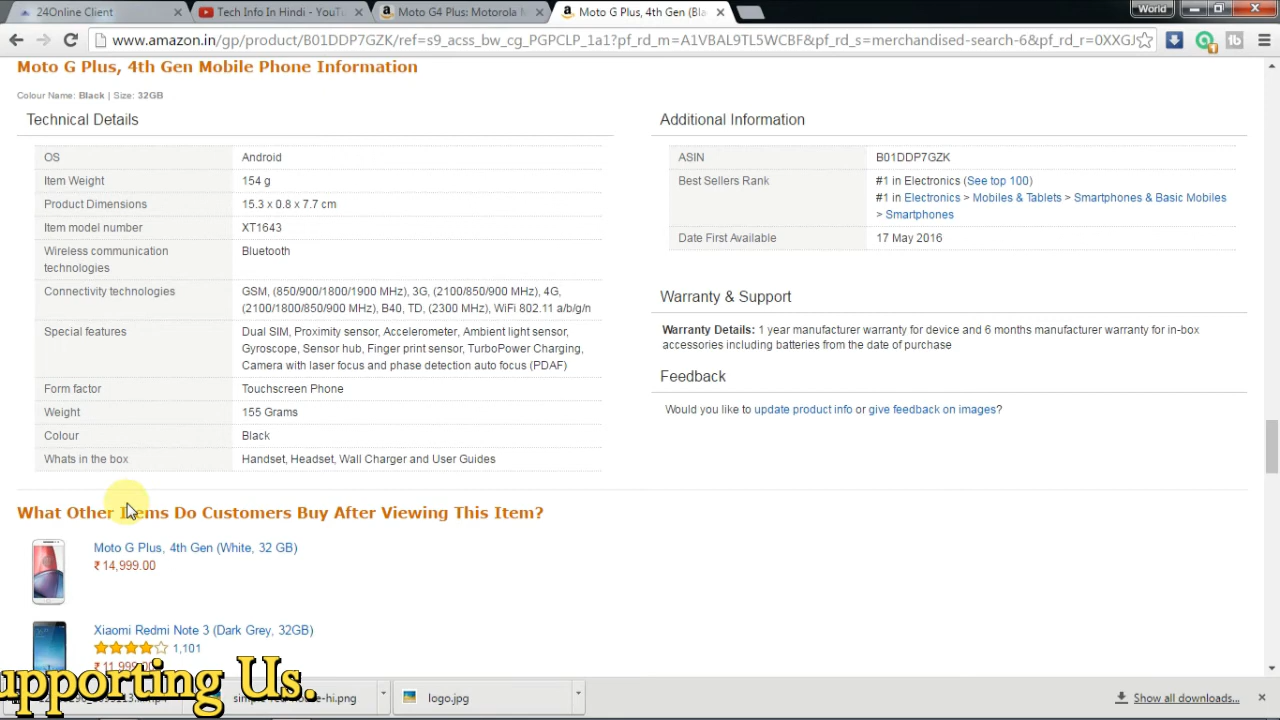 24Online Client
Tech Info In Hindi - YouTu
Moto G4 Plus: Motorola M
Moto G Plus, 4th Gen (Bla
World
www.amazon.in/gp/product/B01DDP7GZK/ref=s9_acss_bw_cg_PGPCLP_1a1?pf_rd_m=A1VBAL9TL5WCBF&pf_rd_s=merchandised-search-6&pf_rd_r=0XXGJ
Moto G Plus, 4th Gen Mobile Phone Information
Colour Name: Black | Size: 32GB
Technical Details
OS Android
Item Weight 154 g
Product Dimensions 15.3 x 0.8 x 7.7 cm
Item model number XT1643
Wireless communication Bluetooth
technologies
Connectivity technologies GSM, (850/900/1800/1900 MHz), 3G, (2100/850/900 MHz), 4G,
(2100/1800/850/900 MHz), B40, TD, (2300 MHz), WiFi 802.11 a/b/g/n
Special features Dual SIM, Proximity sensor, Accelerometer, Ambient light sensor,
Gyroscope, Sensor hub, Finger print sensor, TurboPower Charging,
Camera with laser focus and phase detection auto focus (PDAF)
Form factor Touchscreen Phone
Weight 155 Grams
Colour Black
Whats in the box Handset, Headset, Wall Charger and User Guides
Additional Information
ASIN B01DDP7GZK
Best Sellers Rank #1 in Electronics (See top 100)
#1 in Electronics > Mobiles & Tablets > Smartphones & Basic Mobiles
> Smartphones
Date First Available 17 May 2016
Warranty & Support
Warranty Details: 1 year manufacturer warranty for device and 6 months manufacturer warranty for in-box
accessories including batteries from the date of purchase
Feedback
Would you like to update product info or give feedback on images?
What Other Items Do Customers Buy After Viewing This Item?
Moto G Plus, 4th Gen (White, 32 GB)
₹ 14,999.00
Xiaomi Redmi Note 3 (Dark Grey, 32GB)
1,101
₹ 11,999.00
upporting Us.
logo.jpg
Show all downloads...